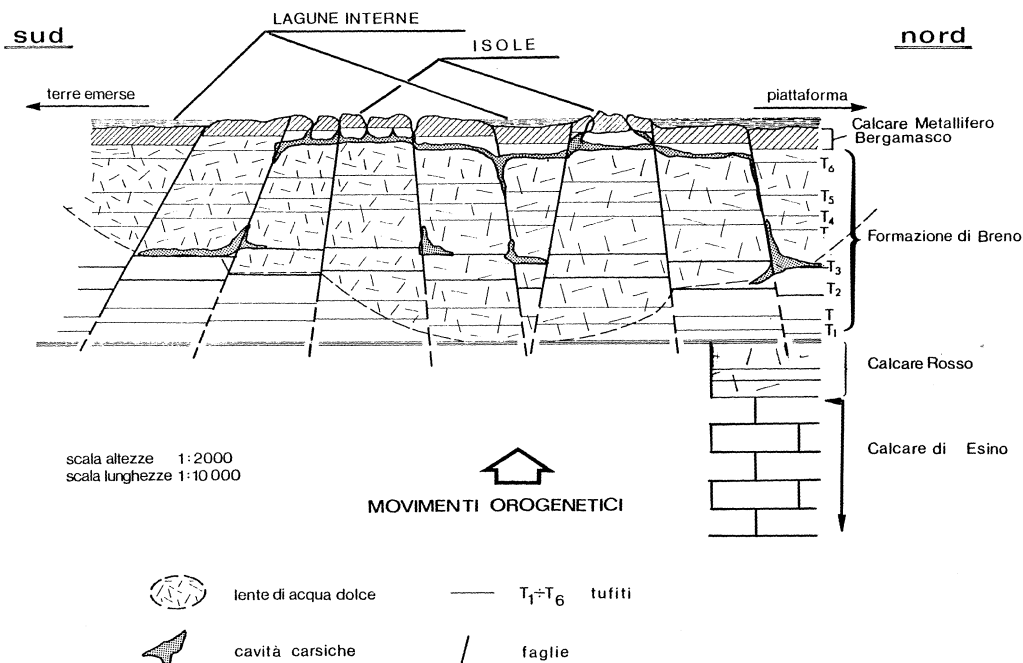 LAGUNE INTERNE
sud
ISOLE
nord
terre emerse
piattaforma
Calcare Metallifero
Bergamasco
T6
T5
T4
T
Formazione di Breno
T3
T2
T
T1
Calcare Rosso
Calcare di Esino
scala altezze 1:2000
scala lunghezze 1:10 000
MOVIMENTI OROGENETICI
lente di acqua dolce
T1÷T6 tufiti
cavità carsiche
faglie